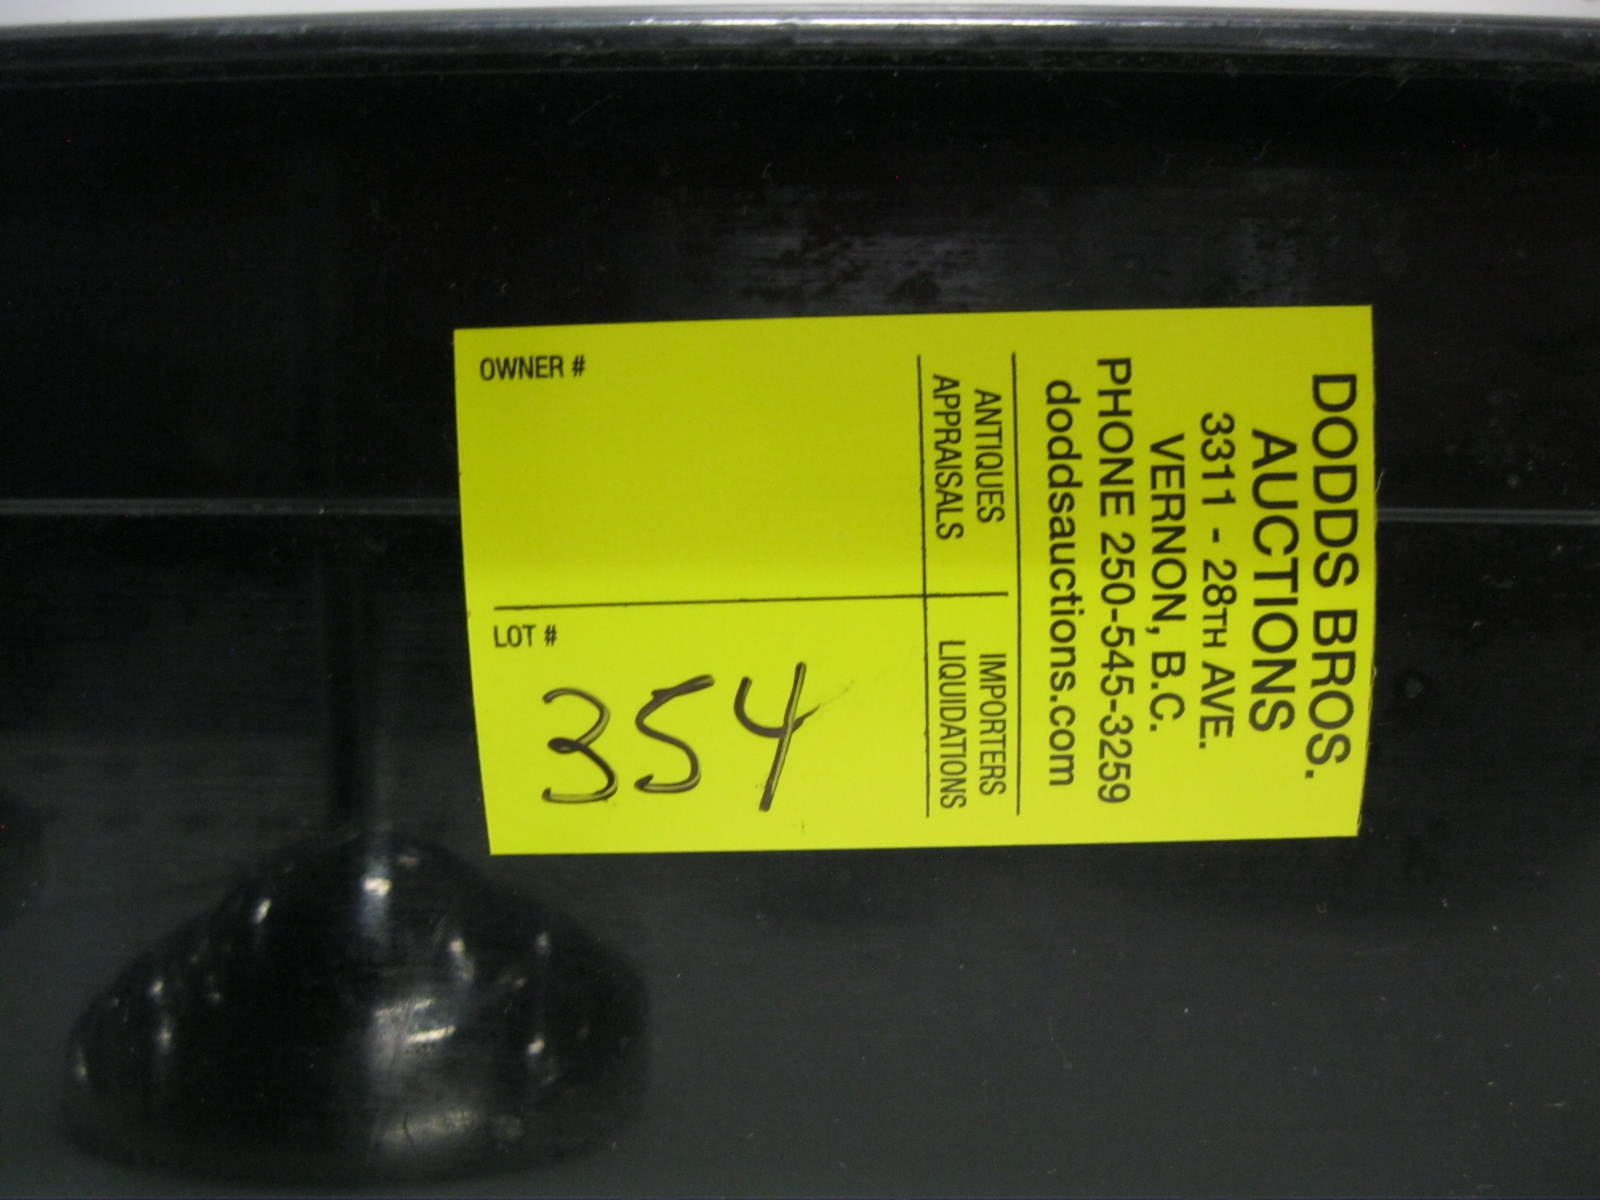 DODDS BROS.
AUCTIONS
3311 - 28TH AVE.
VERNON, B.C.
PHONE 250-545-3259
doddsauctions.com
ANTIQUES IMPORTERS
APPRAISALS LIQUIDATIONS
OWNER #
LOT #
354